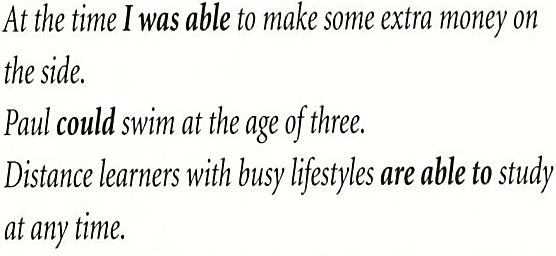 At the time I was able to make some extra money on
the side.
Paul could swim at the age of three.
Distance learners with busy lifestyles are able to study
at any time.